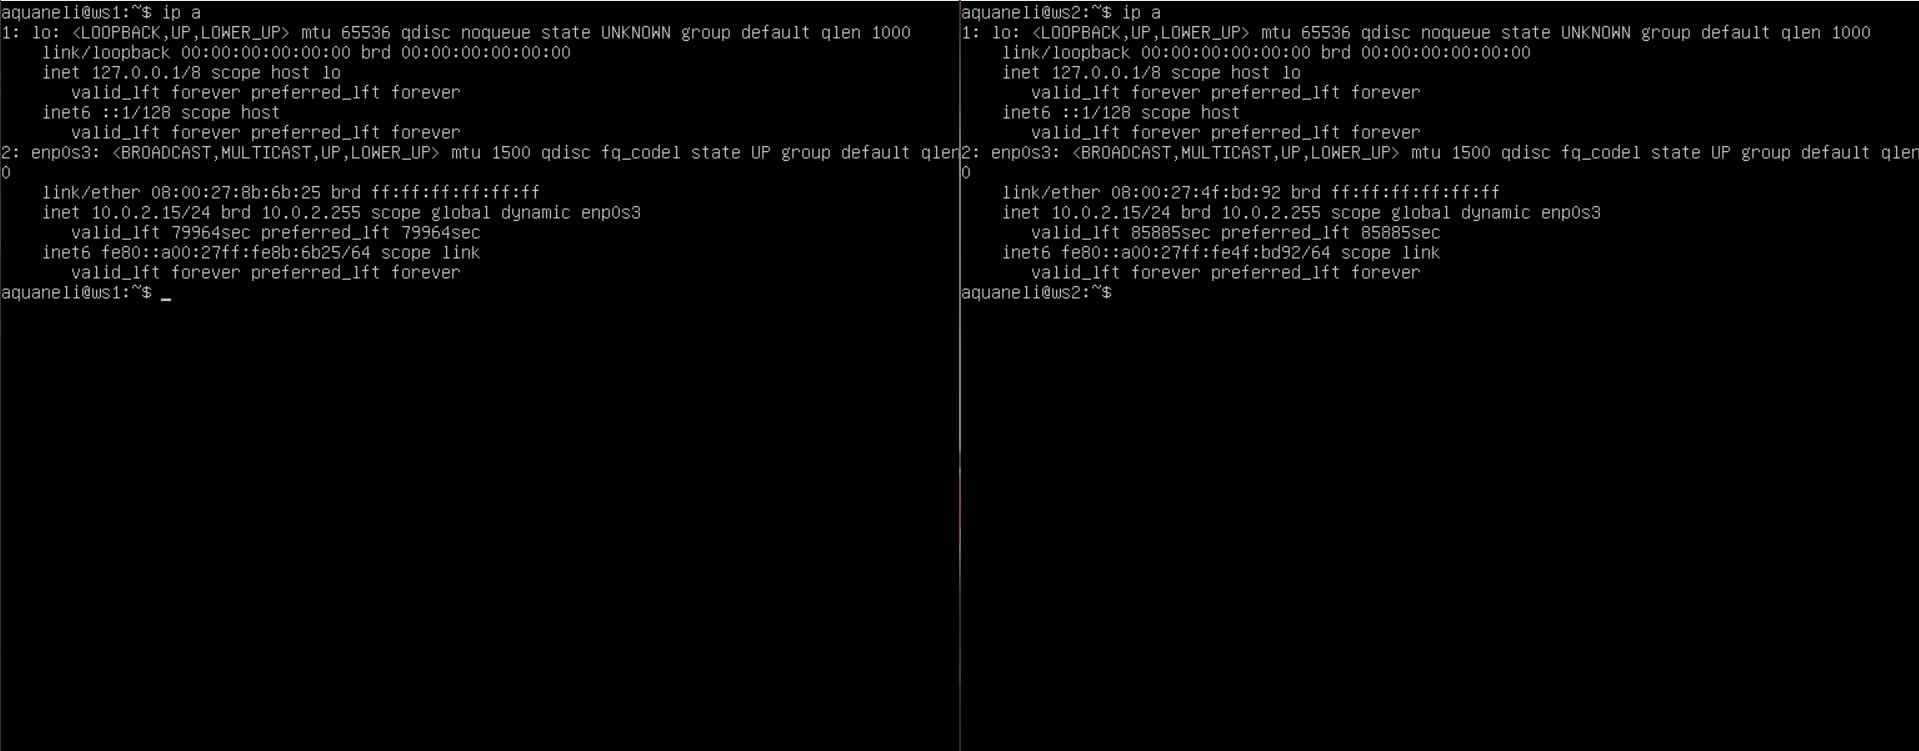 aquaneli@ws1:~$ ip a
1: lo: <LOOPBACK,UP,LOWER_UP> mtu 65536 qdisc noqueue state UNKNOWN group default qlen 1000
    link/loopback 00:00:00:00:00:00 brd 00:00:00:00:00:00
    inet 127.0.0.1/8 scope host lo
       valid_lft forever preferred_lft forever
    inet6 ::1/128 scope host
       valid_lft forever preferred_lft forever
2: enp0s3: <BROADCAST,MULTICAST,UP,LOWER_UP> mtu 1500 qdisc fq_codel state UP group default qlen
0
    link/ether 08:00:27:8b:6b:25 brd ff:ff:ff:ff:ff:ff
    inet 10.0.2.15/24 brd 10.0.2.255 scope global dynamic enp0s3
       valid_lft 79964sec preferred_lft 79964sec
    inet6 fe80::a00:27ff:fe8b:6b25/64 scope link
       valid_lft forever preferred_lft forever
aquaneli@ws1:~$ _
aquaneli@ws2:~$ ip a
1: lo: <LOOPBACK,UP,LOWER_UP> mtu 65536 qdisc noqueue state UNKNOWN group default qlen 1000
    link/loopback 00:00:00:00:00:00 brd 00:00:00:00:00:00
    inet 127.0.0.1/8 scope host lo
       valid_lft forever preferred_lft forever
    inet6 ::1/128 scope host
       valid_lft forever preferred_lft forever
2: enp0s3: <BROADCAST,MULTICAST,UP,LOWER_UP> mtu 1500 qdisc fq_codel state UP group default qlen
0
    link/ether 08:00:27:4f:bd:92 brd ff:ff:ff:ff:ff:ff
    inet 10.0.2.15/24 brd 10.0.2.255 scope global dynamic enp0s3
       valid_lft 85885sec preferred_lft 85885sec
    inet6 fe80::a00:27ff:fe4f:bd92/64 scope link
       valid_lft forever preferred_lft forever
aquaneli@ws2:~$